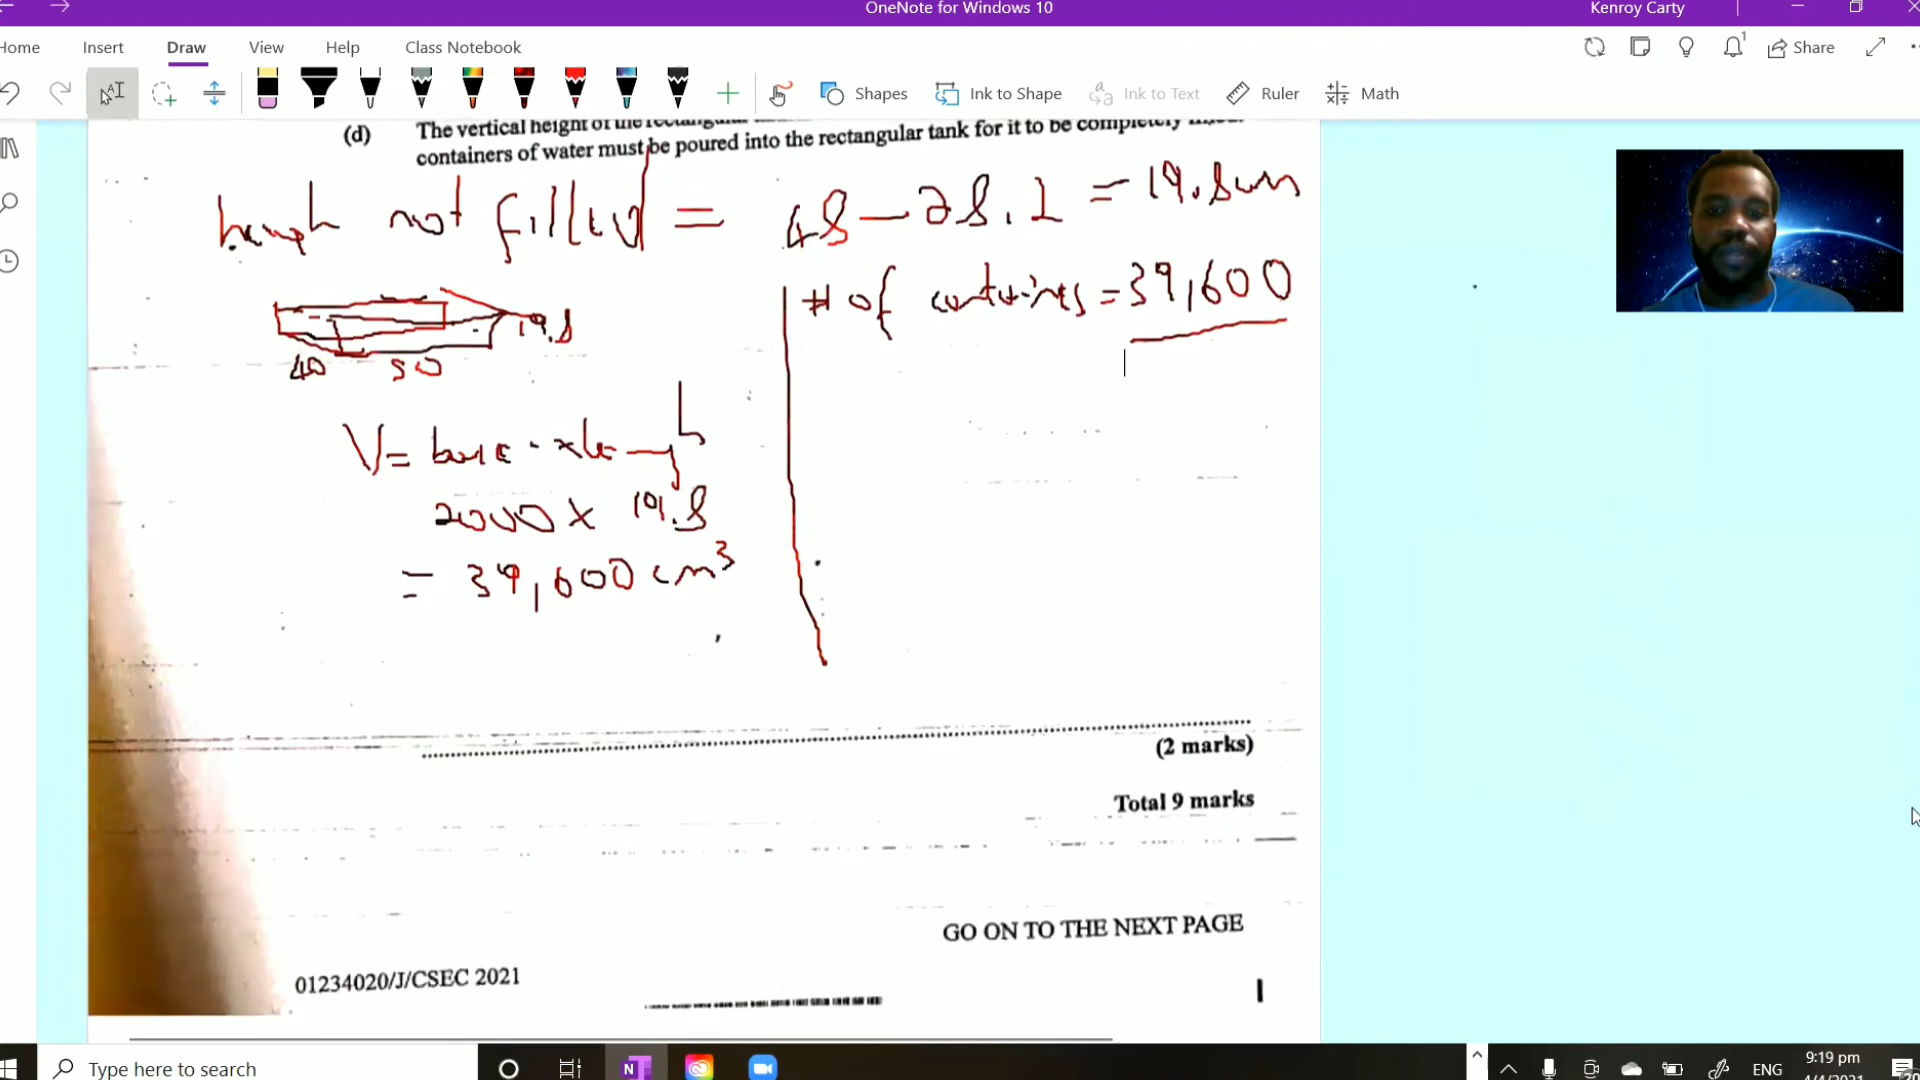 OneNote for Windows 10
Kenroy Carty
Home Insert Draw View Help Class Notebook
1
Share
Shapes Ink to Shape Ink to Text Ruler Math
(d) The vertical height of the rectangular
containers of water must be poured into the rectangular tank for it to be completely
not filled = 48 - 28.2 = 19.8cm
# of = 39,600
19.8
40 50
V =
2000 x 19.8
= 39,600 cm³
(2 marks)
Total 9 marks
GO ON TO THE NEXT PAGE
01234020/J/CSEC 2021
Type here to search
ENG
9:19 pm